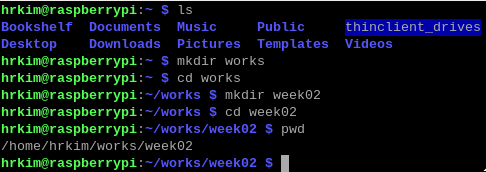 hrkim@raspberrypi:~ $ ls
Bookshelf  Documents  Music     Public     thinclient_drives
Desktop    Downloads  Pictures  Templates  Videos
hrkim@raspberrypi:~ $ mkdir works
hrkim@raspberrypi:~ $ cd works
hrkim@raspberrypi:~/works $ mkdir week02
hrkim@raspberrypi:~/works $ cd week02
hrkim@raspberrypi:~/works/week02 $ pwd
/home/hrkim/works/week02
hrkim@raspberrypi:~/works/week02 $